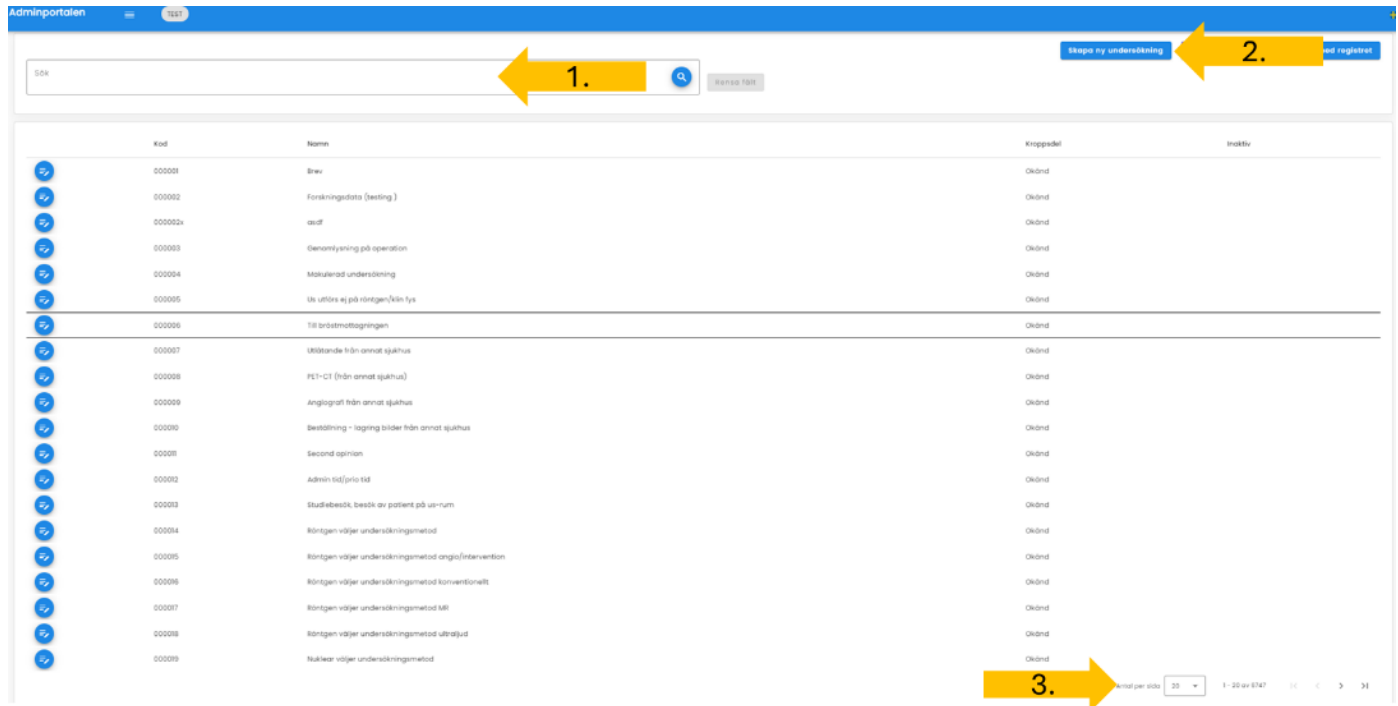 Adminportalen TEST
Skapa ny undersökning 2. ned registret
Sök 1. Rensa fält
Kod Namn Kroppsdel Inaktiv
000001 Brev Okänd
000002 Forskningsdata (testing ) Okänd
000002x asdf Okänd
000003 Genomlysning på operation Okänd
000004 Makulerad undersökning Okänd
000005 Us utförs ej på röntgen/klin fys Okänd
000006 Till bröstmottagningen Okänd
000007 Utlåtande från annat sjukhus Okänd
000008 PET-CT (från annat sjukhus) Okänd
000009 Angiografi från annat sjukhus Okänd
000010 Beställning - lagring bilder från annat sjukhus Okänd
000011 Second opinion Okänd
000012 Admin tid/prio tid Okänd
000013 Studiebesök, besök av patient på us-rum Okänd
000014 Röntgen väljer undersökningsmetod Okänd
000015 Röntgen väljer undersökningsmetod angio/intervention Okänd
000016 Röntgen väljer undersökningsmetod konventionellt Okänd
000017 Röntgen väljer undersökningsmetod MR Okänd
000018 Röntgen väljer undersökningsmetod ultraljud Okänd
000019 Nuklear väljer undersökningsmetod Okänd
3. Antal per sida 20 1 - 20 av 6747